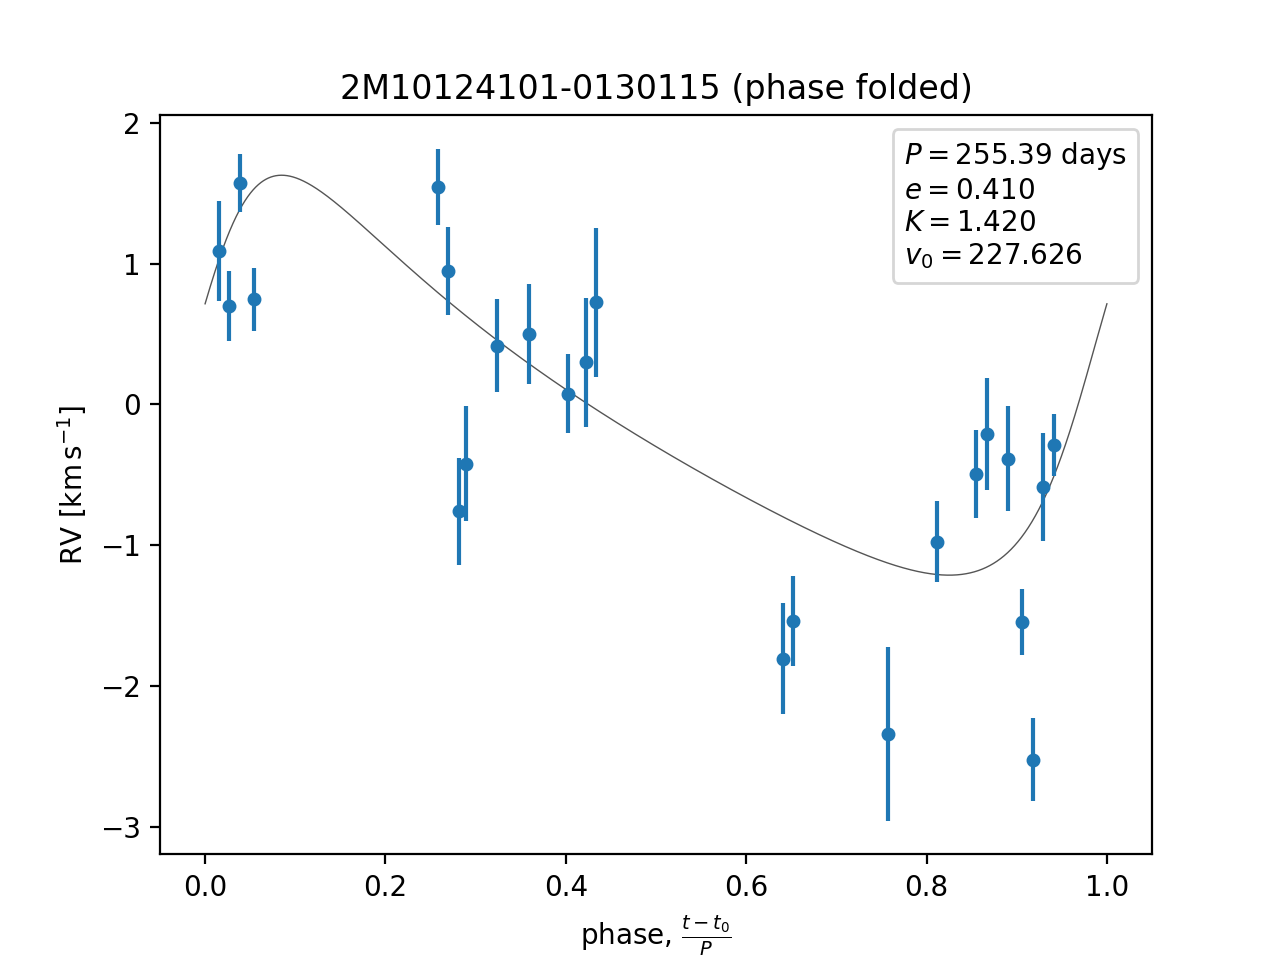 2M10124101-0130115 (phase folded)
P = 255.39 days
e = 0.410
K = 1.420
v₀ = 227.626
2
1
0
−1
−2
−3
RV [km s⁻¹]
0.0 0.2 0.4 0.6 0.8 1.0
phase, (t − t₀)/P